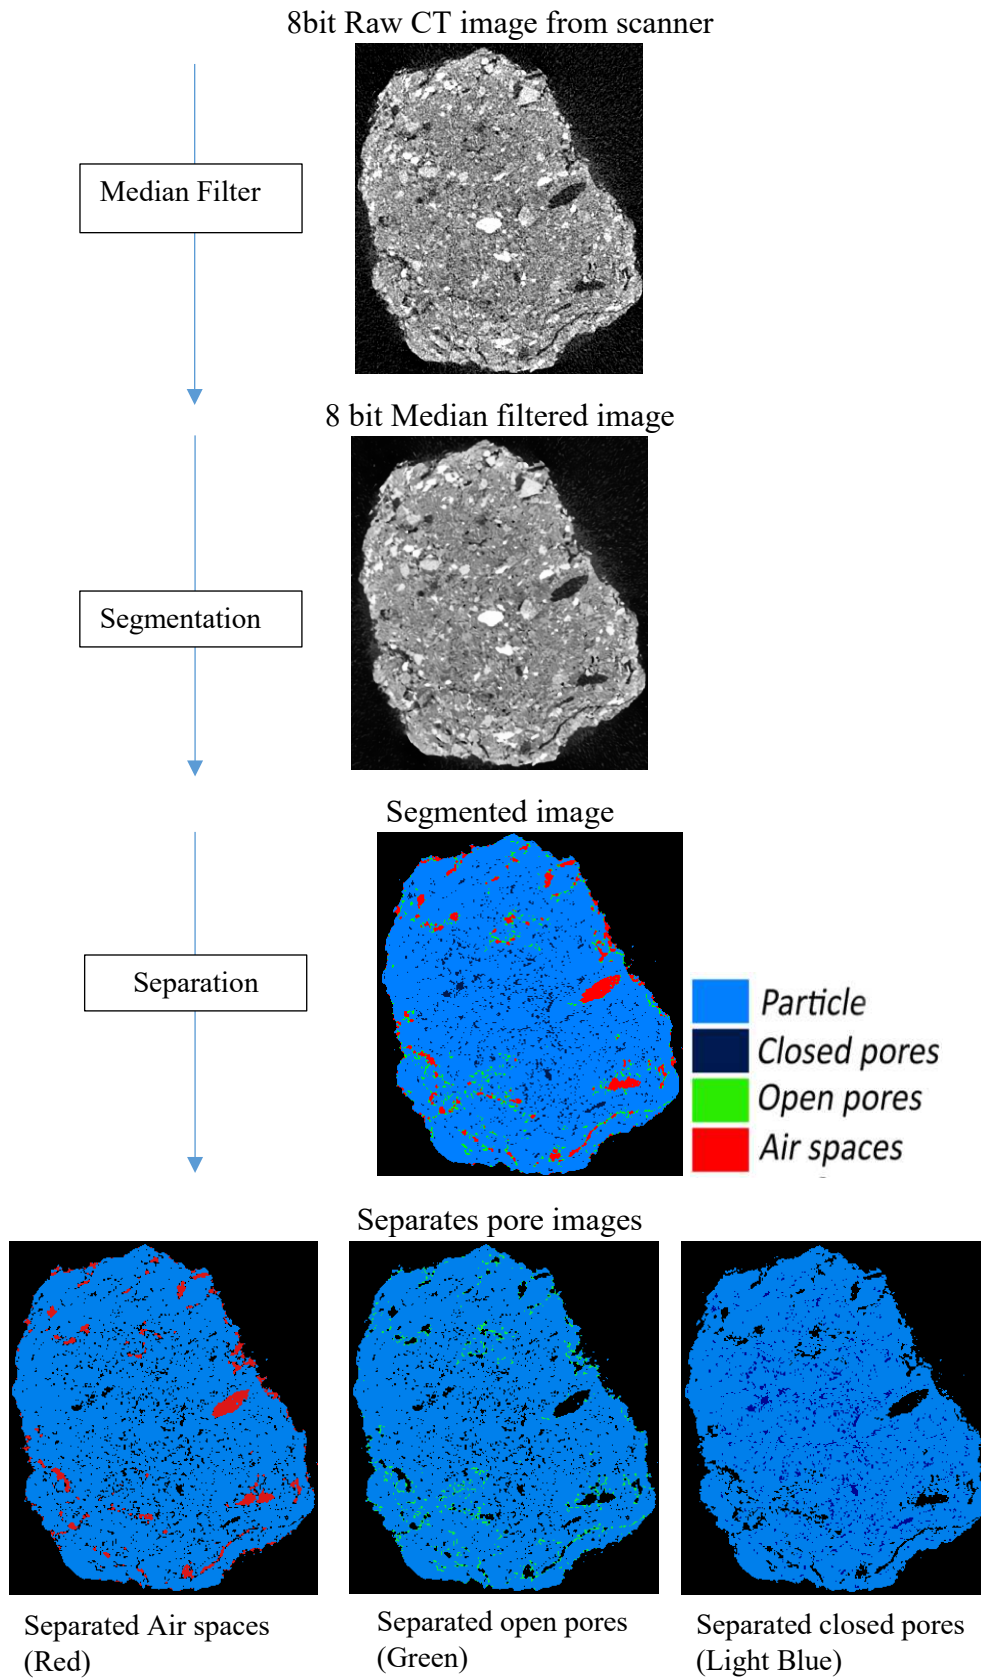 8bit Raw CT image from scanner
Median Filter
8 bit Median filtered image
Segmentation
Segmented image
Separation
Particle
Closed pores
Open pores
Air spaces
Separates pore images
Separated Air spaces
(Red)
Separated open pores
(Green)
Separated closed pores
(Light Blue)